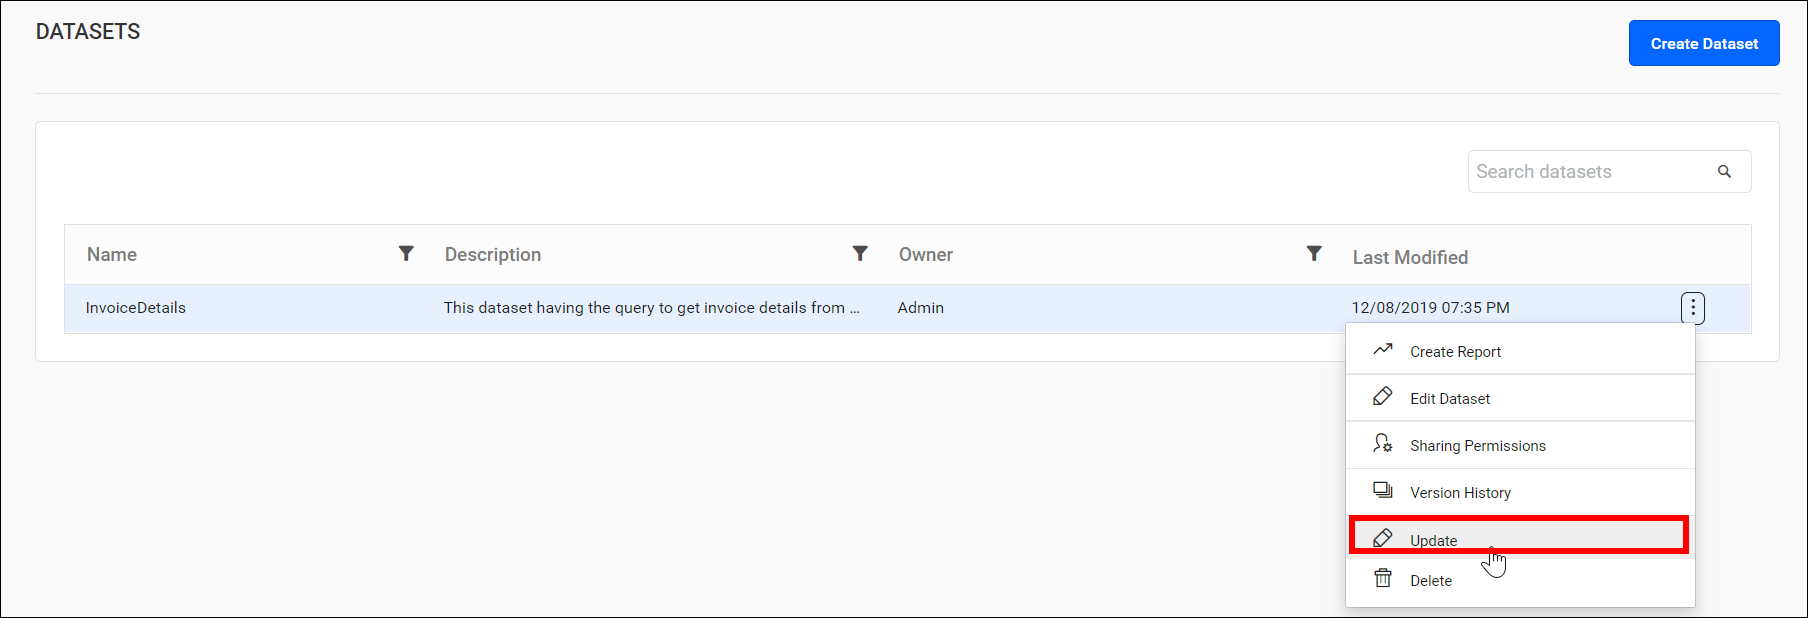 DATASETS
Create Dataset
Search datasets
Name Description Owner Last Modified
InvoiceDetails This dataset having the query to get invoice details from ... Admin 12/08/2019 07:35 PM
Create Report
Edit Dataset
Sharing Permissions
Version History
Update
Delete